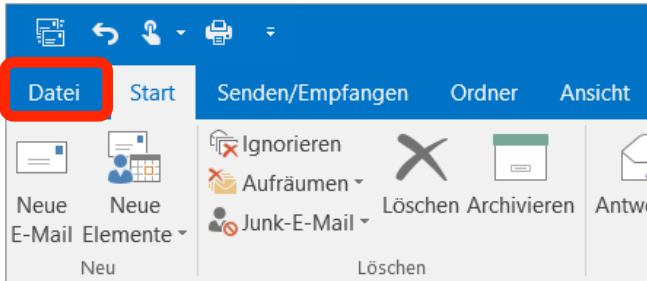 Datei Start Senden/Empfangen Ordner Ansicht
Ignorieren
Aufräumen
Junk-E-Mail
Neue
E-Mail
Neue
Elemente
Löschen
Archivieren
Neu
Löschen